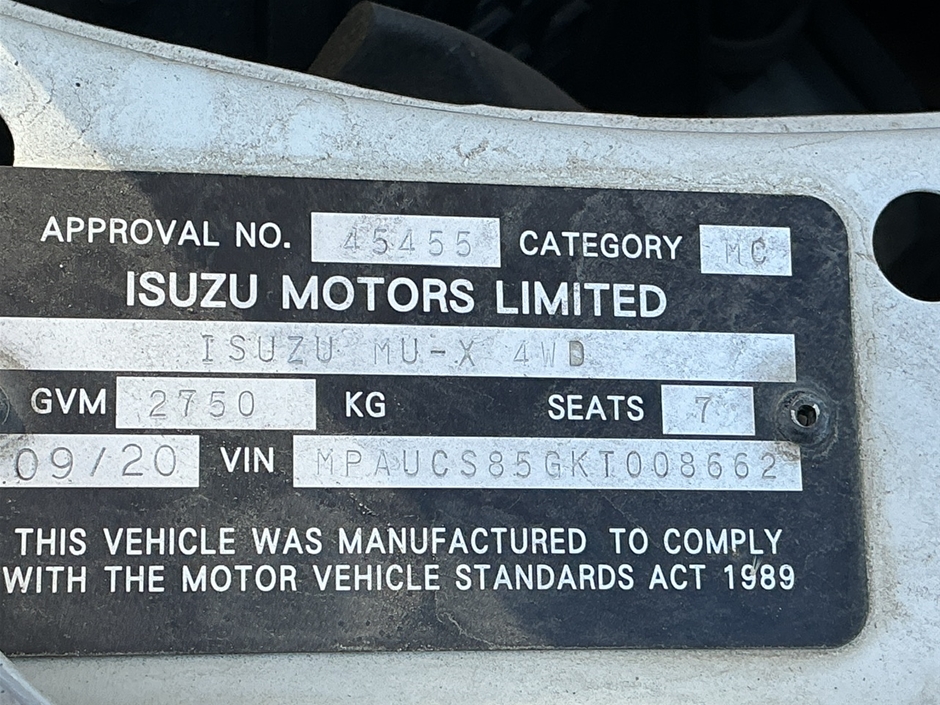 APPROVAL NO. 45455 CATEGORY MC
ISUZU MOTORS LIMITED
ISUZU MU-X 4WD
GVM 2750 KG SEATS 7
09/20 VIN MPAUCS85GKT008662
THIS VEHICLE WAS MANUFACTURED TO COMPLY
WITH THE MOTOR VEHICLE STANDARDS ACT 1989